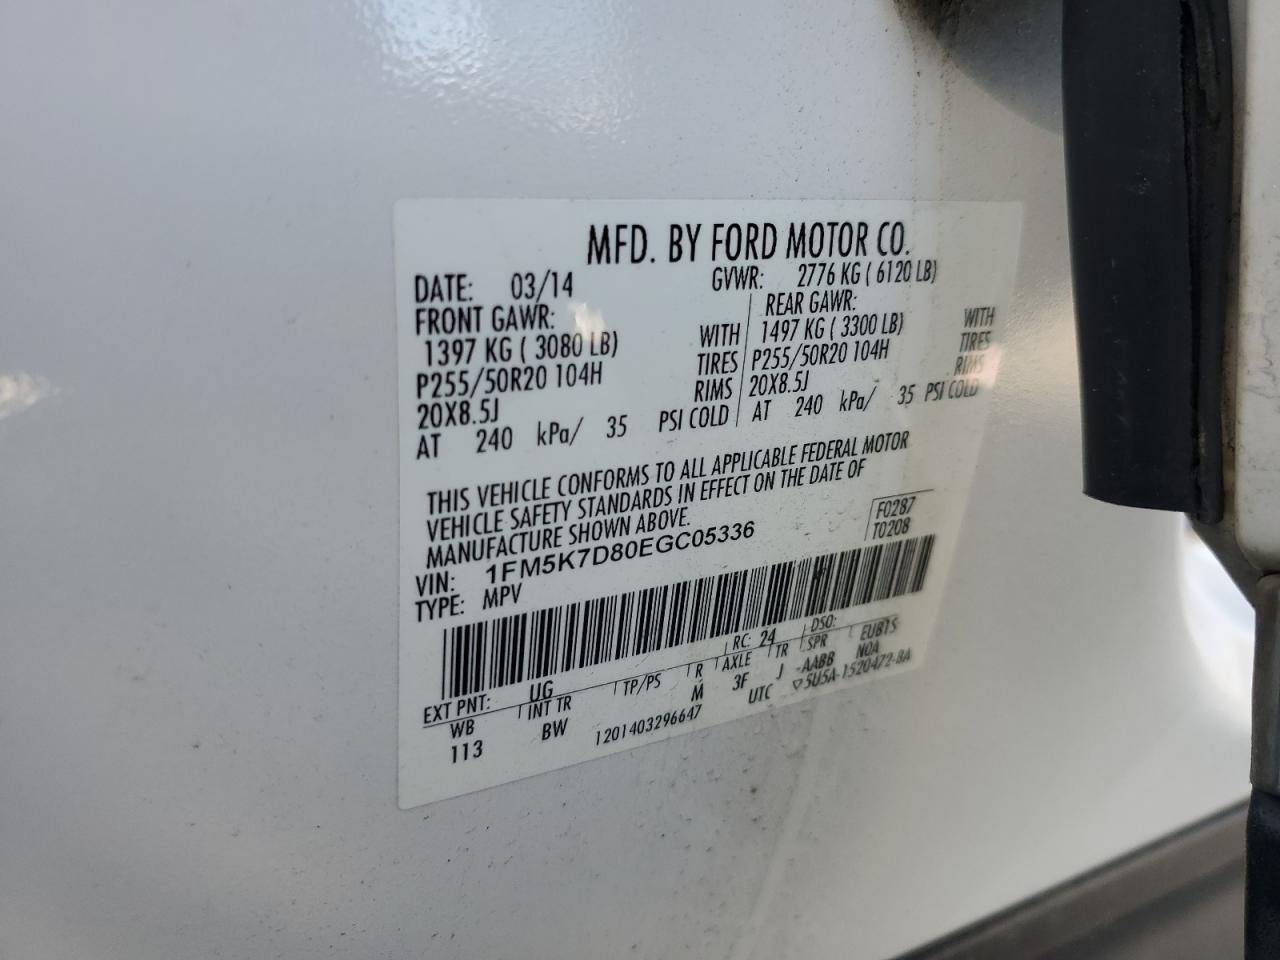 MFD. BY FORD MOTOR CO.
DATE: 03/14 GVWR: 2776 KG ( 6120 LB)
FRONT GAWR: REAR GAWR:
1397 KG ( 3080 LB) WITH 1497 KG ( 3300 LB) WITH
P255/50R20 104H TIRES P255/50R20 104H TIRES
20X8.5J RIMS 20X8.5J RIMS
AT 240 kPa/ 35 PSI COLD AT 240 kPa/ 35 PSI COLD
THIS VEHICLE CONFORMS TO ALL APPLICABLE FEDERAL MOTOR
VEHICLE SAFETY STANDARDS IN EFFECT ON THE DATE OF
MANUFACTURE SHOWN ABOVE.
F0287
T0208
VIN: 1FM5K7D80EGC05336
TYPE: MPV
EXT PNT: UG RC: 24 DSO:
WB INT TR TP/PS R AXLE TR SPR EUB1S
113 BW M 3F J -AABB N0A
1201403296647 UTC ▽5U5A-1520472-BA